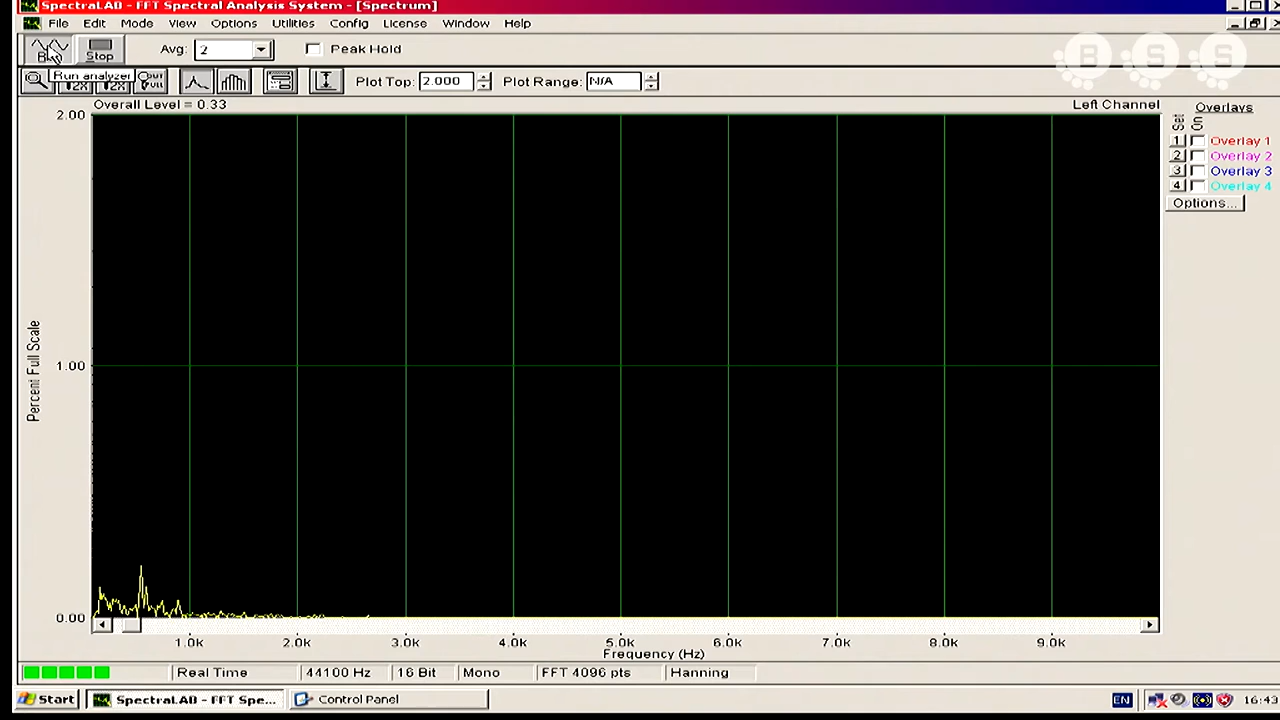 SpectraLAD - FFT Spectral Analysis System - [Spectrum]
File Edit Mode View Options Utilities Config License Window Help
Stop Avg: 2 Peak Hold
Run analyzer
Plot Top: 2.000 Plot Range: N/A
Overall Level = 0.33 Left Channel
Overlays
Set On
1 Overlay 1
2 Overlay 2
3 Overlay 3
4 Overlay 4
Options...
2.00
1.00
0.00
Percent Full Scale
1.0k 2.0k 3.0k 4.0k 5.0k 6.0k 7.0k 8.0k 9.0k
Frequency (Hz)
Real Time 44100 Hz 16 Bit Mono FFT 4096 pts Hanning
Start SpectraLAD - FFT Spe... Control Panel EN 16:43
B S S